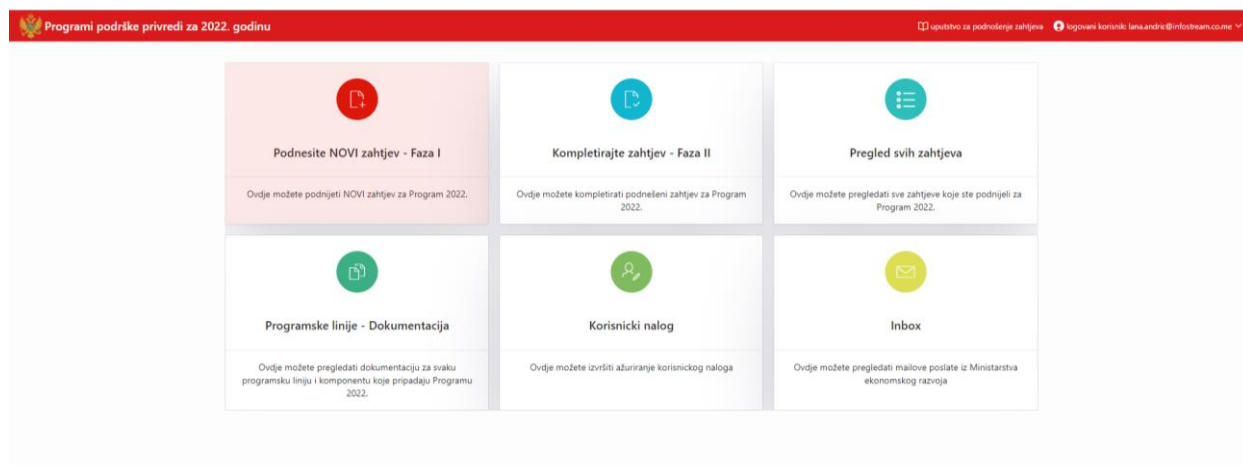 Programi podrške privredi za 2022. godinu
uputstvo za podnošenje zahtjeva
logovani korisnik: lana.andric@infostream.co.me
Podnesite NOVI zahtjev - Faza I
Ovdje možete podnijeti NOVI zahtjev za Program 2022.
Kompletirajte zahtjev - Faza II
Ovdje možete kompletirati podnešeni zahtjev za Program
2022.
Pregled svih zahtjeva
Ovdje možete pregledati sve zahtjeve koje ste podnijeli za
Program 2022.
Programske linije - Dokumentacija
Ovdje možete pregledati dokumentaciju za svaku
programsku liniju i komponentu koje pripadaju Programu
2022.
Korisnicki nalog
Ovdje možete izvršiti ažuriranje korisnickog naloga
Inbox
Ovdje možete pregledati mailove poslate iz Ministarstva
ekonomskog razvoja